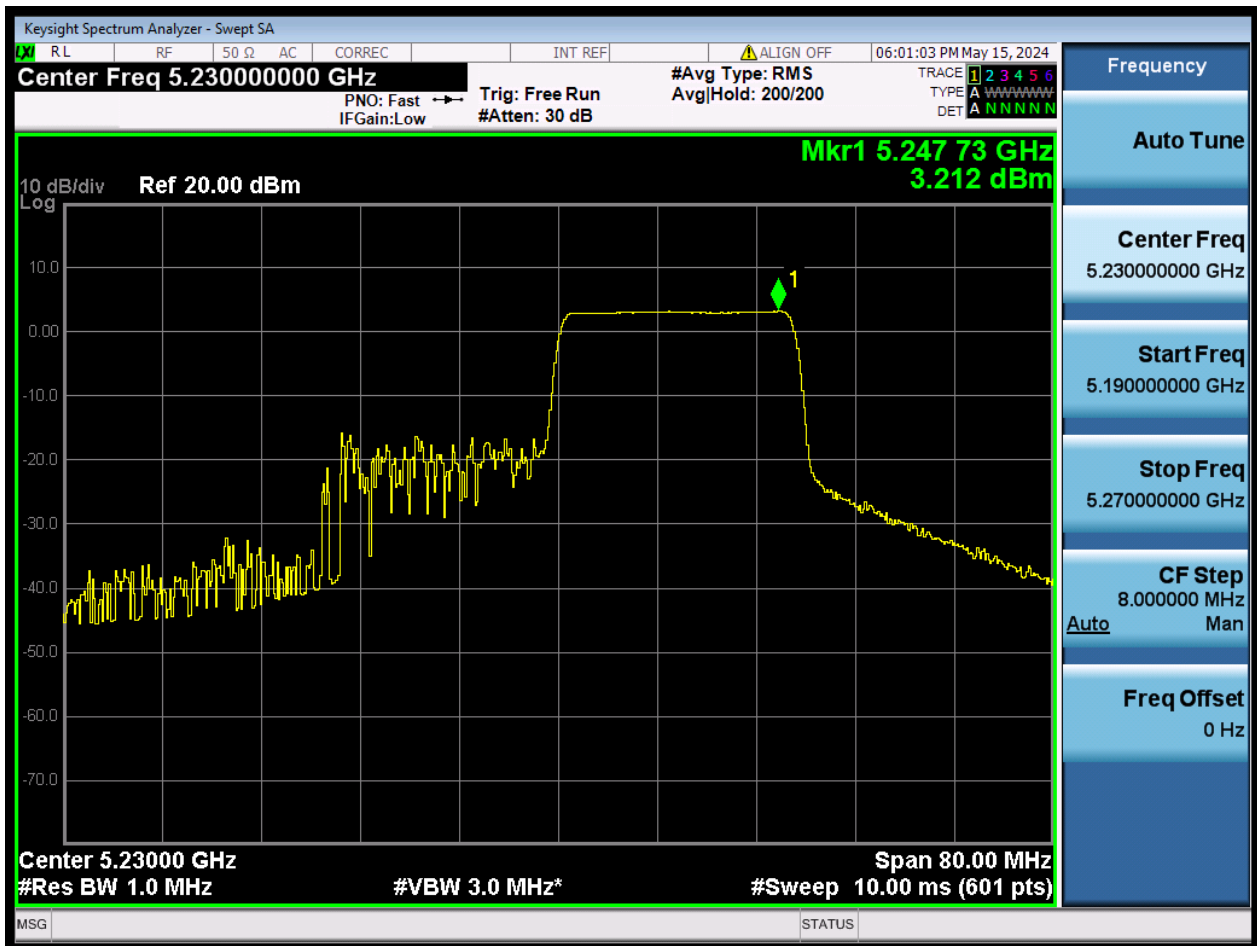 Keysight Spectrum Analyzer - Swept SA
LXI RL RF 50 Ω AC CORREC INT REF ALIGN OFF 06:01:03 PM May 15, 2024
Center Freq 5.230000000 GHz
PNO: Fast
IFGain:Low
Trig: Free Run
#Atten: 30 dB
#Avg Type: RMS
Avg|Hold: 200/200
TRACE 1 2 3 4 5 6
TYPE A WWWWW
DET A N N N N N
Mkr1 5.247 73 GHz
3.212 dBm
10 dB/div Ref 20.00 dBm
Log
10.0
0.00
-10.0
-20.0
-30.0
-40.0
-50.0
-60.0
-70.0
1
Center 5.23000 GHz Span 80.00 MHz
#Res BW 1.0 MHz #VBW 3.0 MHz* #Sweep 10.00 ms (601 pts)
MSG STATUS
Frequency
Auto Tune
Center Freq
5.230000000 GHz
Start Freq
5.190000000 GHz
Stop Freq
5.270000000 GHz
CF Step
8.000000 MHz
Auto Man
Freq Offset
0 Hz